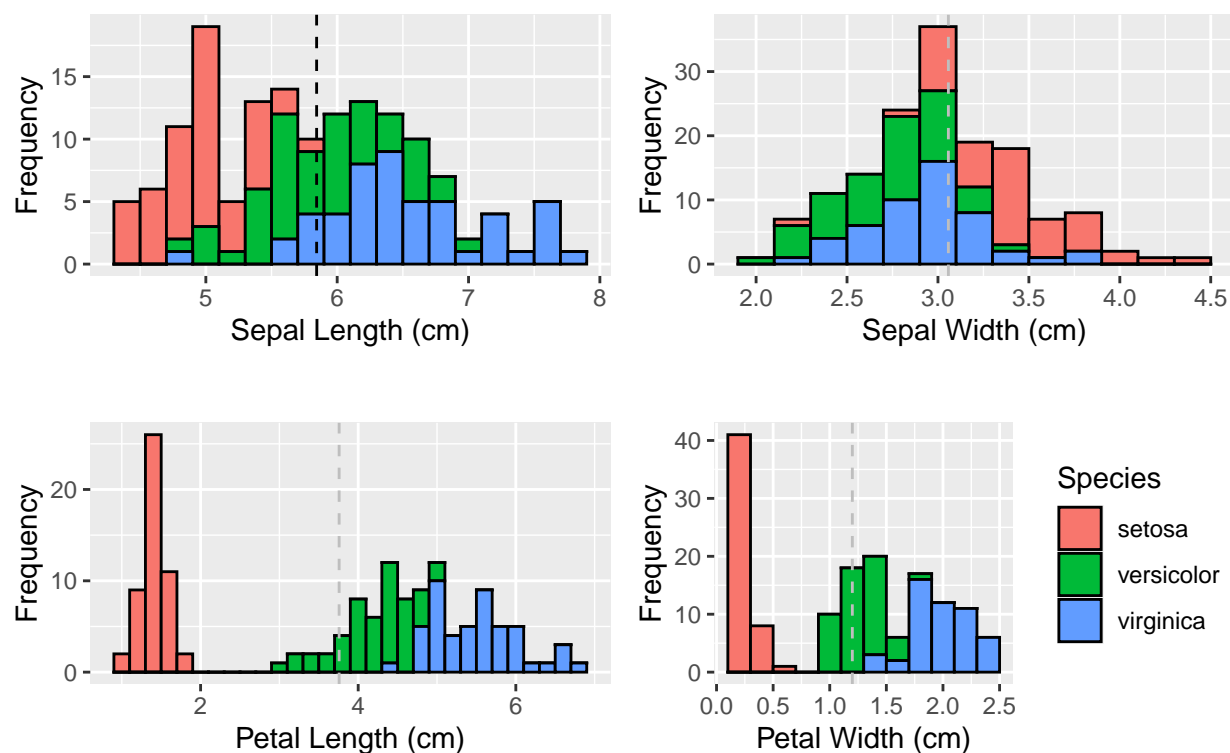 Frequency
15
10
5
0
5
6
7
8
Sepal Length (cm)
Frequency
30
20
10
0
2.0
2.5
3.0
3.5
4.0
4.5
Sepal Width (cm)
Frequency
20
10
0
2
4
6
Petal Length (cm)
Frequency
40
30
20
10
0
0.0
0.5
1.0
1.5
2.0
2.5
Petal Width (cm)
Species
setosa
versicolor
virginica